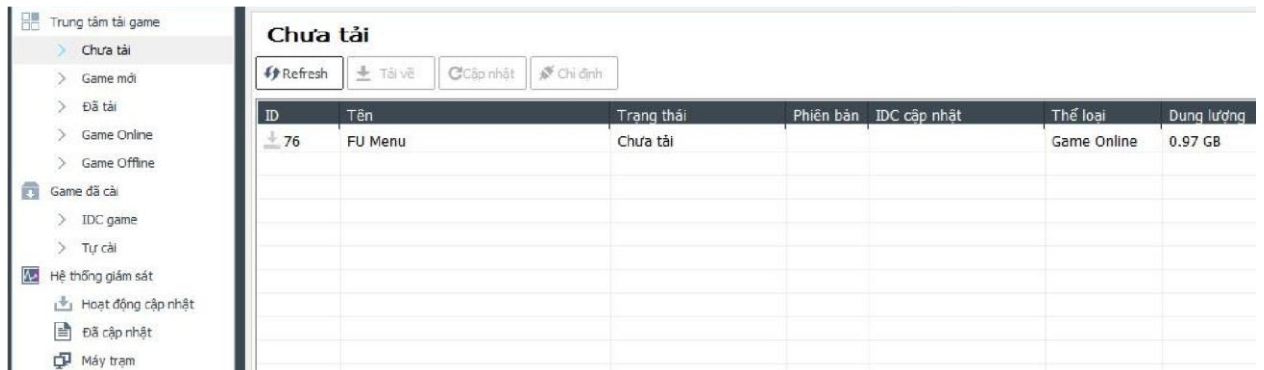 Trung tâm tải game
Chưa tải
Game mới
Đã tải
Game Online
Game Offline
Game đã cài
IDC game
Tự cài
Hệ thống giám sát
Hoạt động cập nhật
Đã cập nhật
Máy trạm
Chưa tải
Refresh Tải về Cập nhật Chỉ định
ID Tên Trạng thái Phiên bản IDC cập nhật Thể loại Dung lượng
76 FU Menu Chưa tải Game Online 0.97 GB